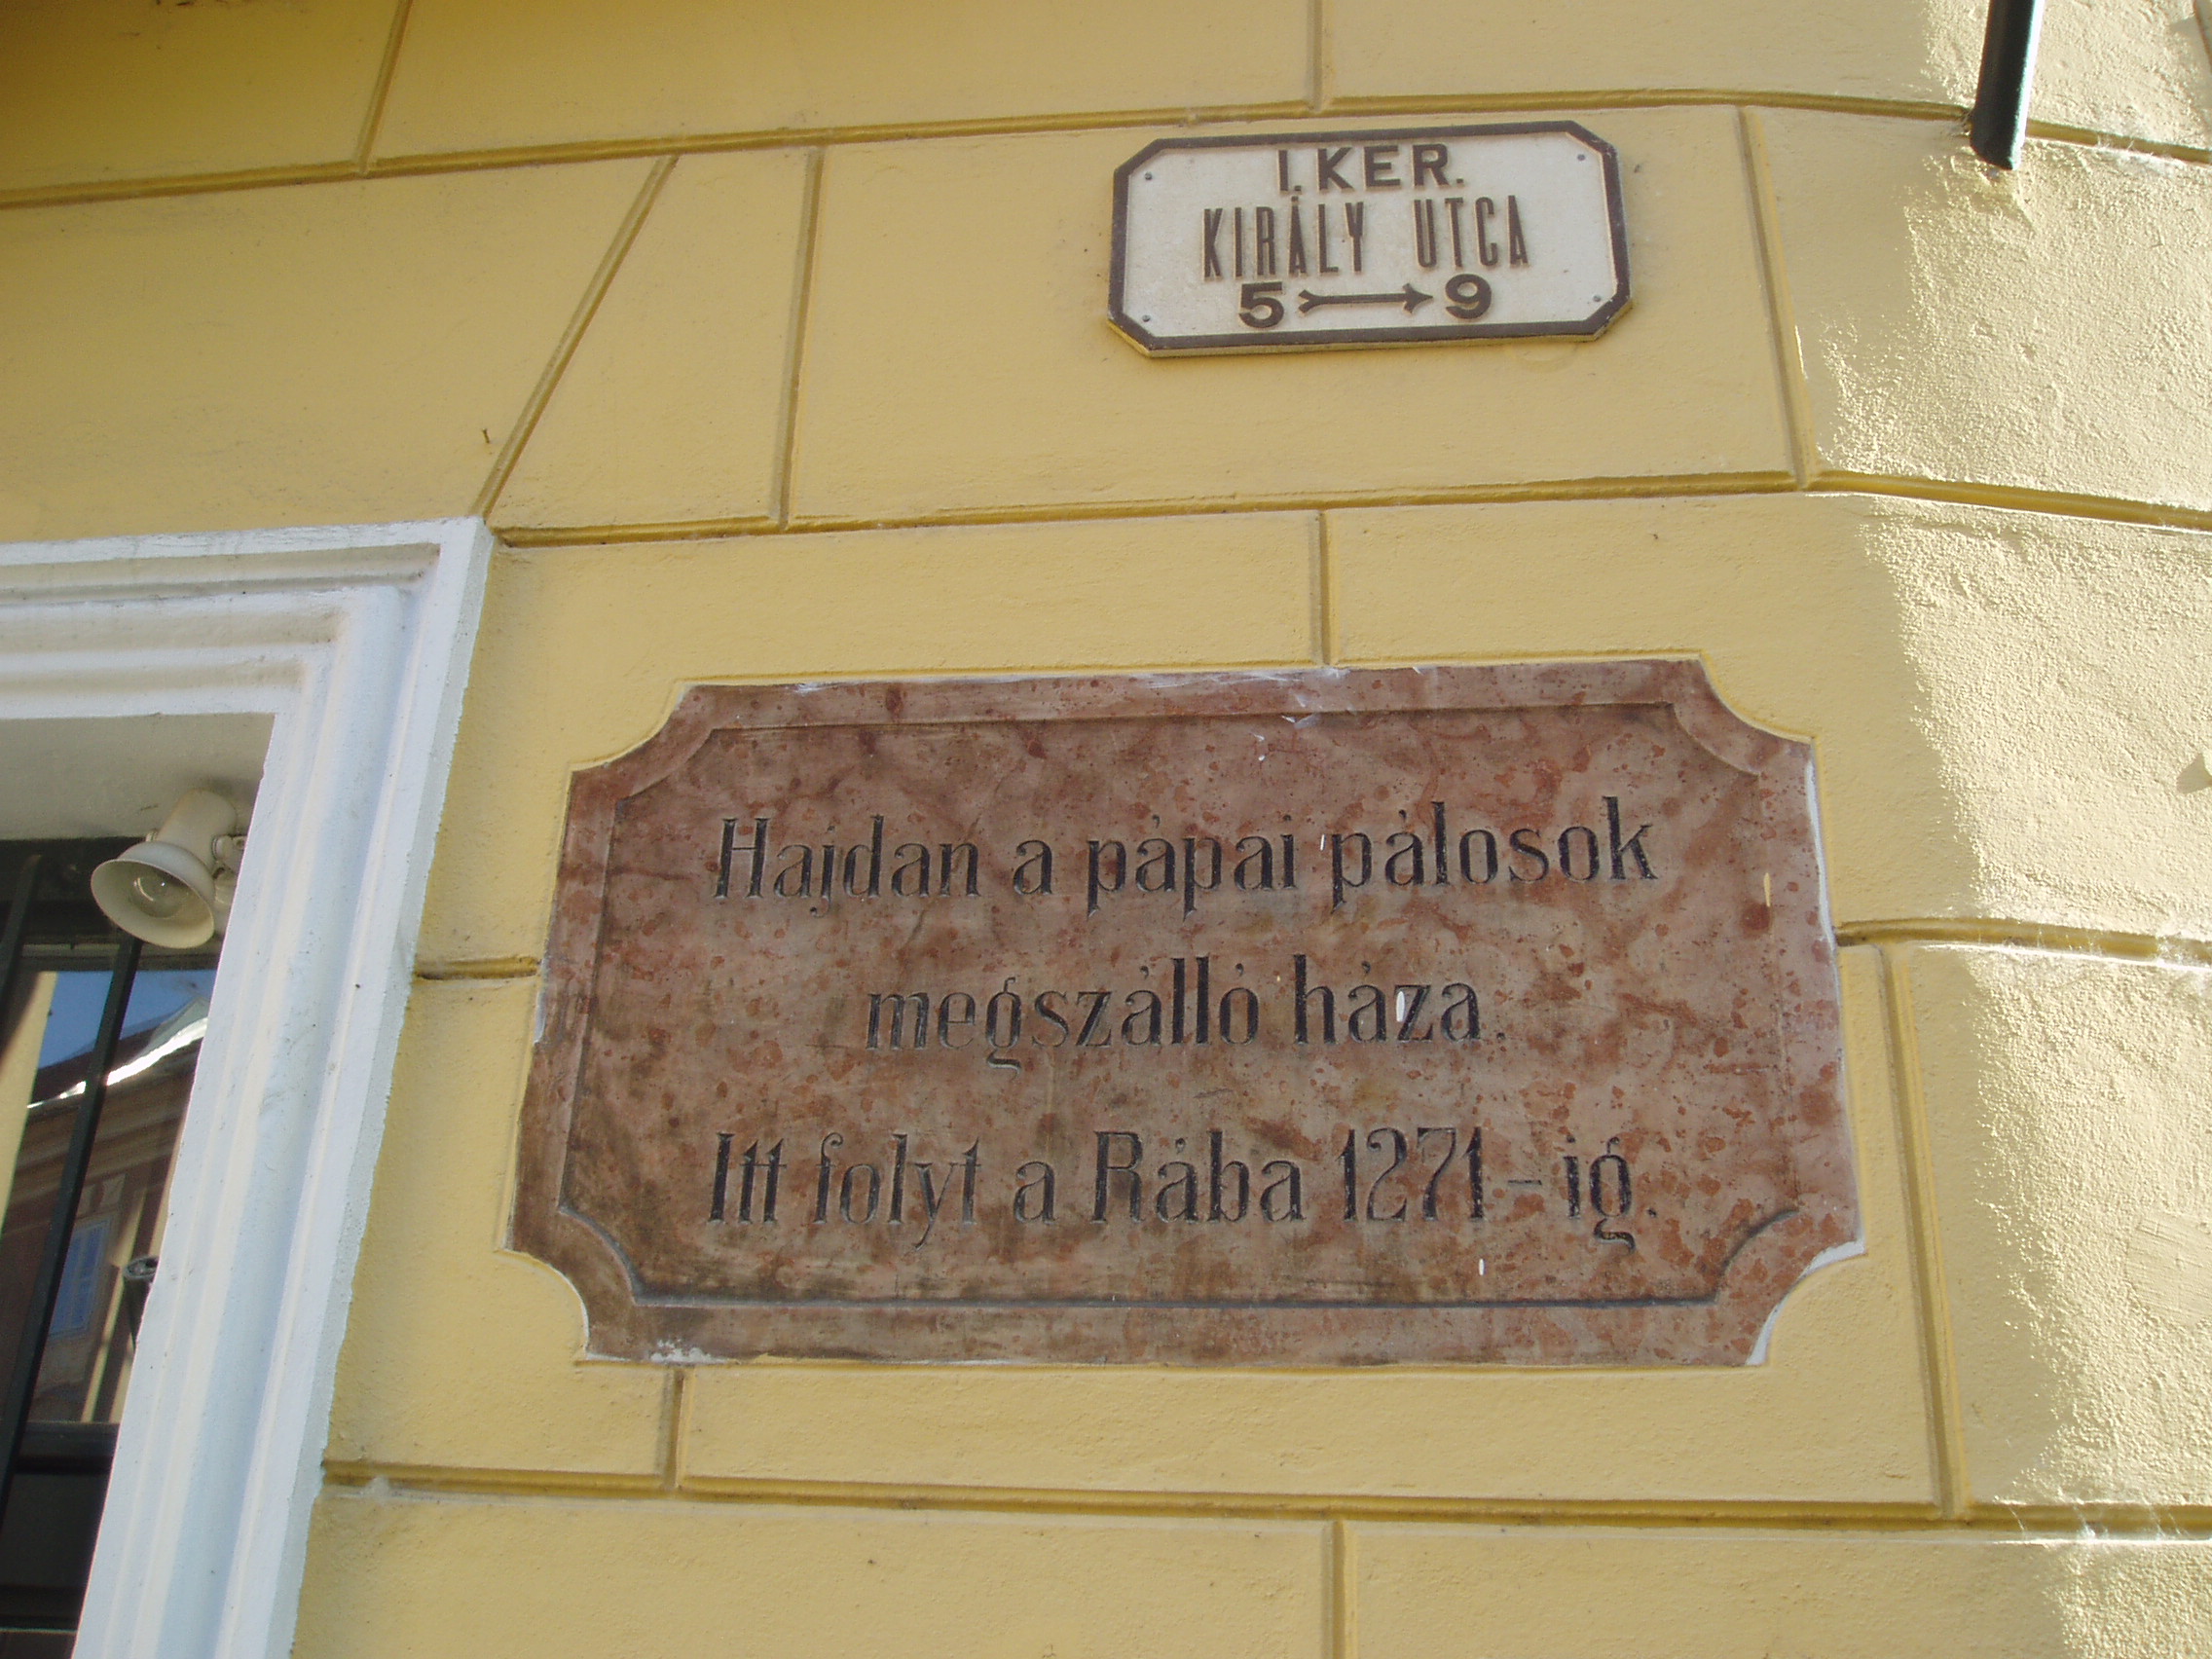 I. KER.
KIRÁLY UTCA
5 → 9
Hajdan a pápai pálosok
megszálló háza.
Itt folyt a Rába 1271-ig.